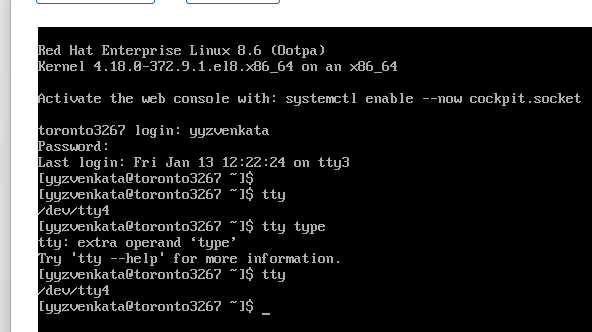 Red Hat Enterprise Linux 8.6 (Ootpa)
Kernel 4.18.0-372.9.1.el8.x86_64 on an x86_64
Activate the web console with: systemctl enable --now cockpit.socket
toronto3267 login: yyzvenkata
Password:
Last login: Fri Jan 13 12:22:24 on tty3
[yyzvenkata@toronto3267 ~]$
[yyzvenkata@toronto3267 ~]$ tty
/dev/tty4
[yyzvenkata@toronto3267 ~]$ tty type
tty: extra operand ‘type’
Try 'tty --help' for more information.
[yyzvenkata@toronto3267 ~]$ tty
/dev/tty4
[yyzvenkata@toronto3267 ~]$ _